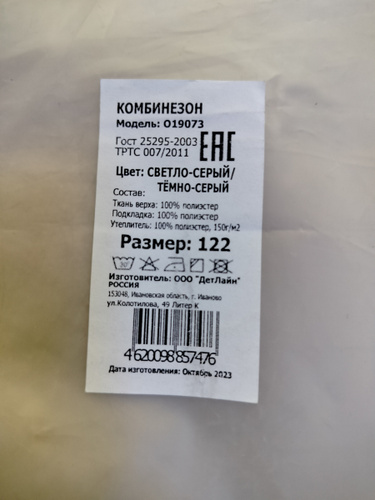 КОМБИНЕЗОН
Модель: О19073
Гост 25295-2003
ТРТС 007/2011
ЕАС
Цвет: СВЕТЛО-СЕРЫЙ/
ТЁМНО-СЕРЫЙ
Состав:
Ткань верха: 100% полиэстер
Подкладка: 100% полиэстер
Утеплитель: 100% полиэстер, 150г/м2
Размер: 122
Изготовитель: ООО "ДетЛайн"
РОССИЯ
153048, Ивановская область, г. Иваново
ул.Колотилова, 49 Литер К
4620098857476
Дата изготовления: Октябрь 2023